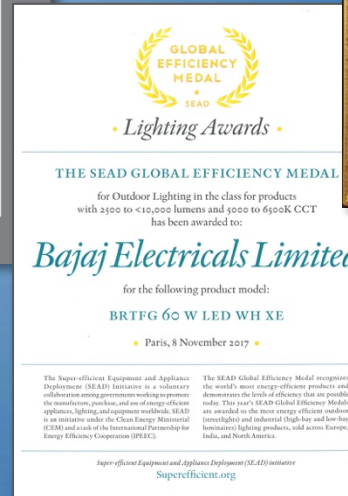 GLOBAL
EFFICIENCY
MEDAL
SEAD
• Lighting Awards •
THE SEAD GLOBAL EFFICIENCY MEDAL
for Outdoor Lighting in the class for products
with 2500 to <10,000 lumens and 5000 to 6500K CCT
has been awarded to:
Bajaj Electricals Limited
for the following product model:
BRTFG 60 W LED WH XE
• Paris, 8 November 2017 •
The Super-efficient Equipment and Appliance
Deployment (SEAD) Initiative is a voluntary
collaboration among governments working to promote
the manufacture, purchase, and use of energy-efficient
appliances, lighting, and equipment worldwide. SEAD
is an initiative under the Clean Energy Ministerial
(CEM) and a task of the International Partnership for
Energy Efficiency Cooperation (IPEEC).
The SEAD Global Efficiency Medal recognizes
the world's most energy-efficient products and
demonstrates the levels of efficiency that are possible
today. This year's SEAD Global Efficiency Medals
are awarded to the most energy efficient outdoor
(streetlights) and industrial (high-bay and low-bay
luminaires) lighting products, sold across Europe,
India, and North America.
Super-efficient Equipment and Appliance Deployment (SEAD) initiative
Superefficient.org